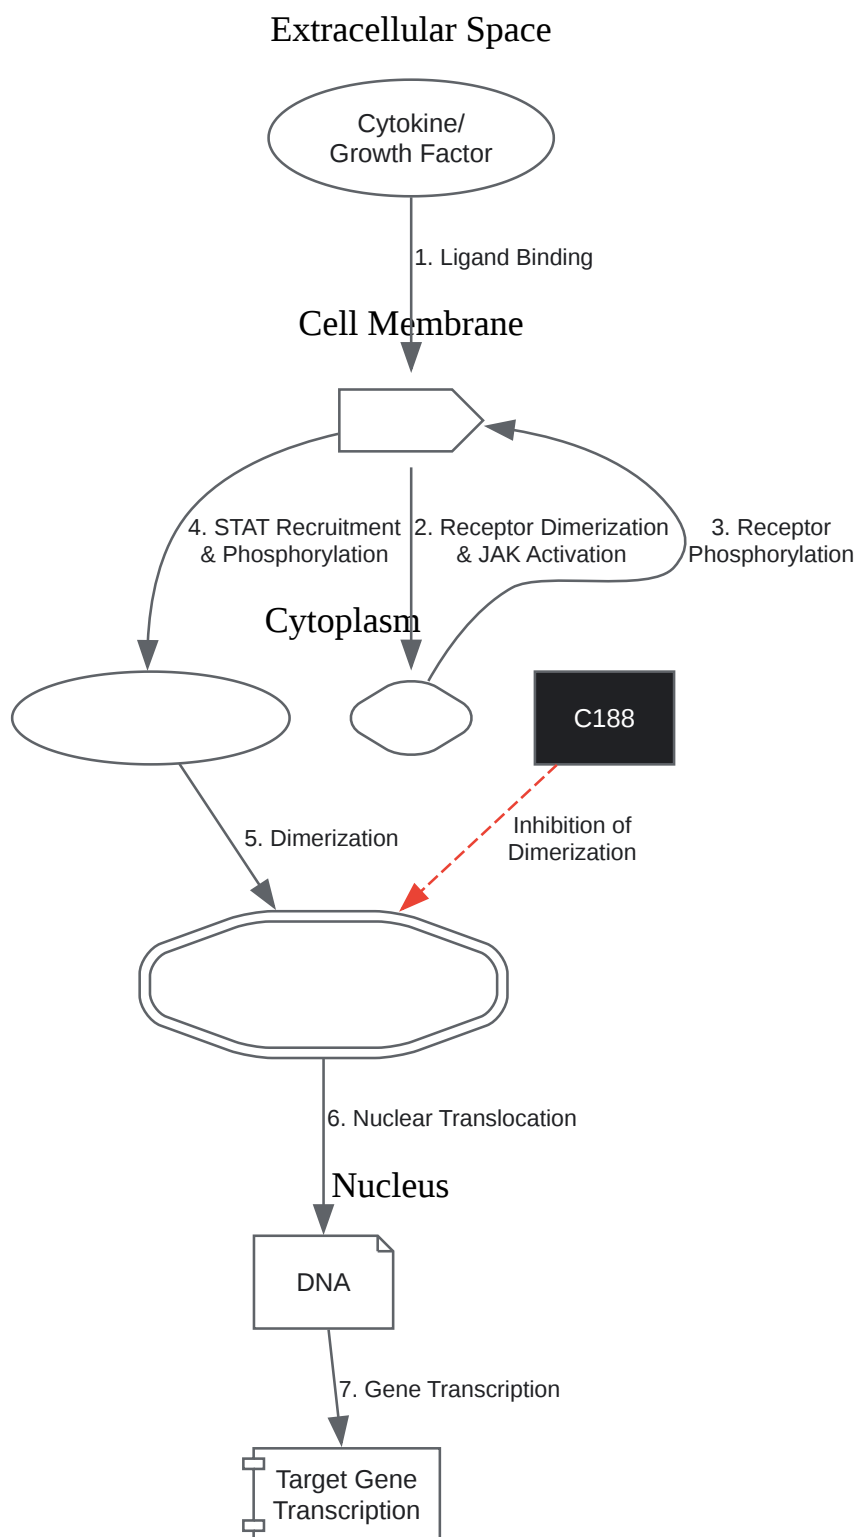 Extracellular Space
Cytokine/
Growth Factor
1. Ligand Binding
Cell Membrane
4. STAT Recruitment
& Phosphorylation
2. Receptor Dimerization
& JAK Activation
3. Receptor
Phosphorylation
Cytoplasm
C188
5. Dimerization
Inhibition of
Dimerization
6. Nuclear Translocation
Nucleus
DNA
7. Gene Transcription
Target Gene
Transcription